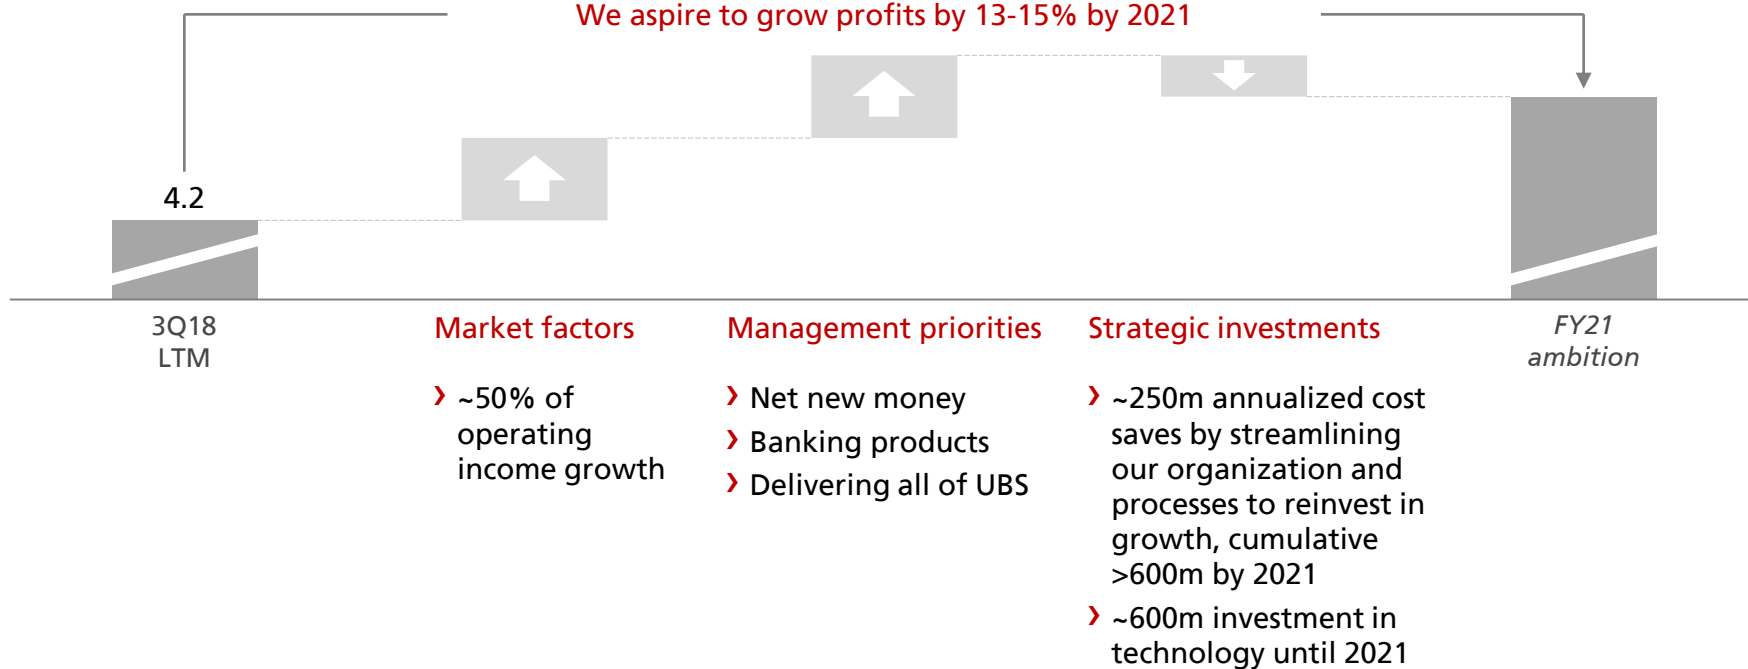 We aspire to grow profits by 13-15% by 2021
4.2
3Q18
LTM
Market factors
❯ ~50% of
operating
income growth
Management priorities
❯ Net new money
❯ Banking products
❯ Delivering all of UBS
Strategic investments
❯ ~250m annualized cost
saves by streamlining
our organization and
processes to reinvest in
growth, cumulative
>600m by 2021
❯ ~600m investment in
technology until 2021
FY21
ambition